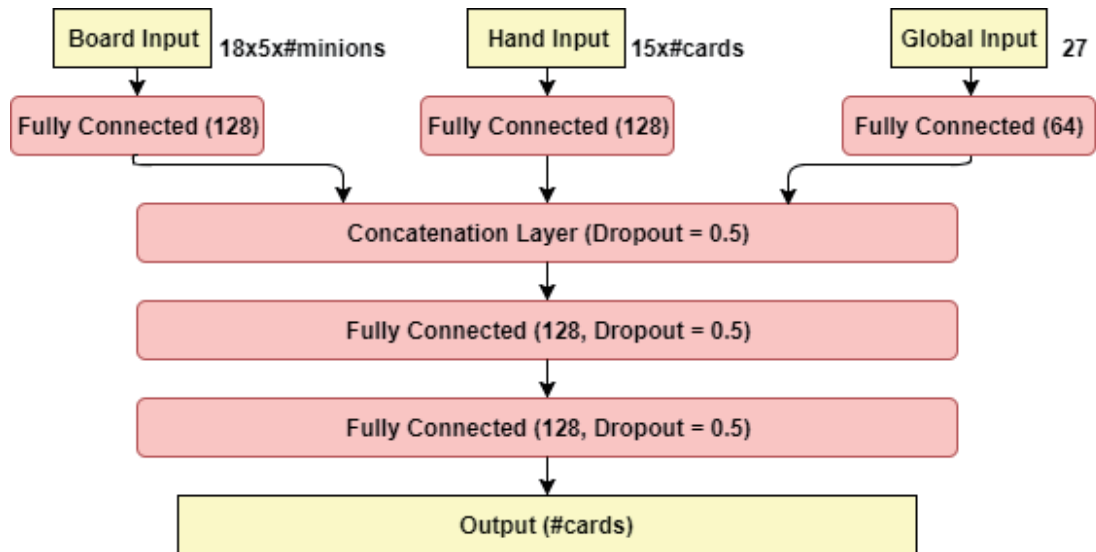 Board Input
18x5x#minions
Hand Input
15x#cards
Global Input
27
Fully Connected (128)
Fully Connected (128)
Fully Connected (64)
Concatenation Layer (Dropout = 0.5)
Fully Connected (128, Dropout = 0.5)
Fully Connected (128, Dropout = 0.5)
Output (#cards)